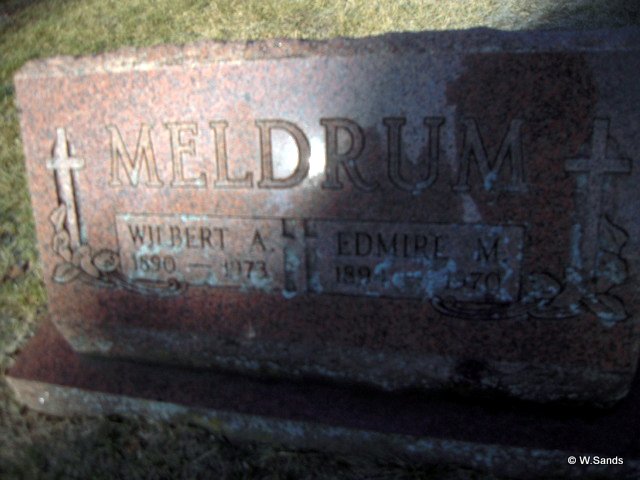 MELDRUM
WILBERT A.
1890 — 1973
EDMIRE M.
© W.Sands